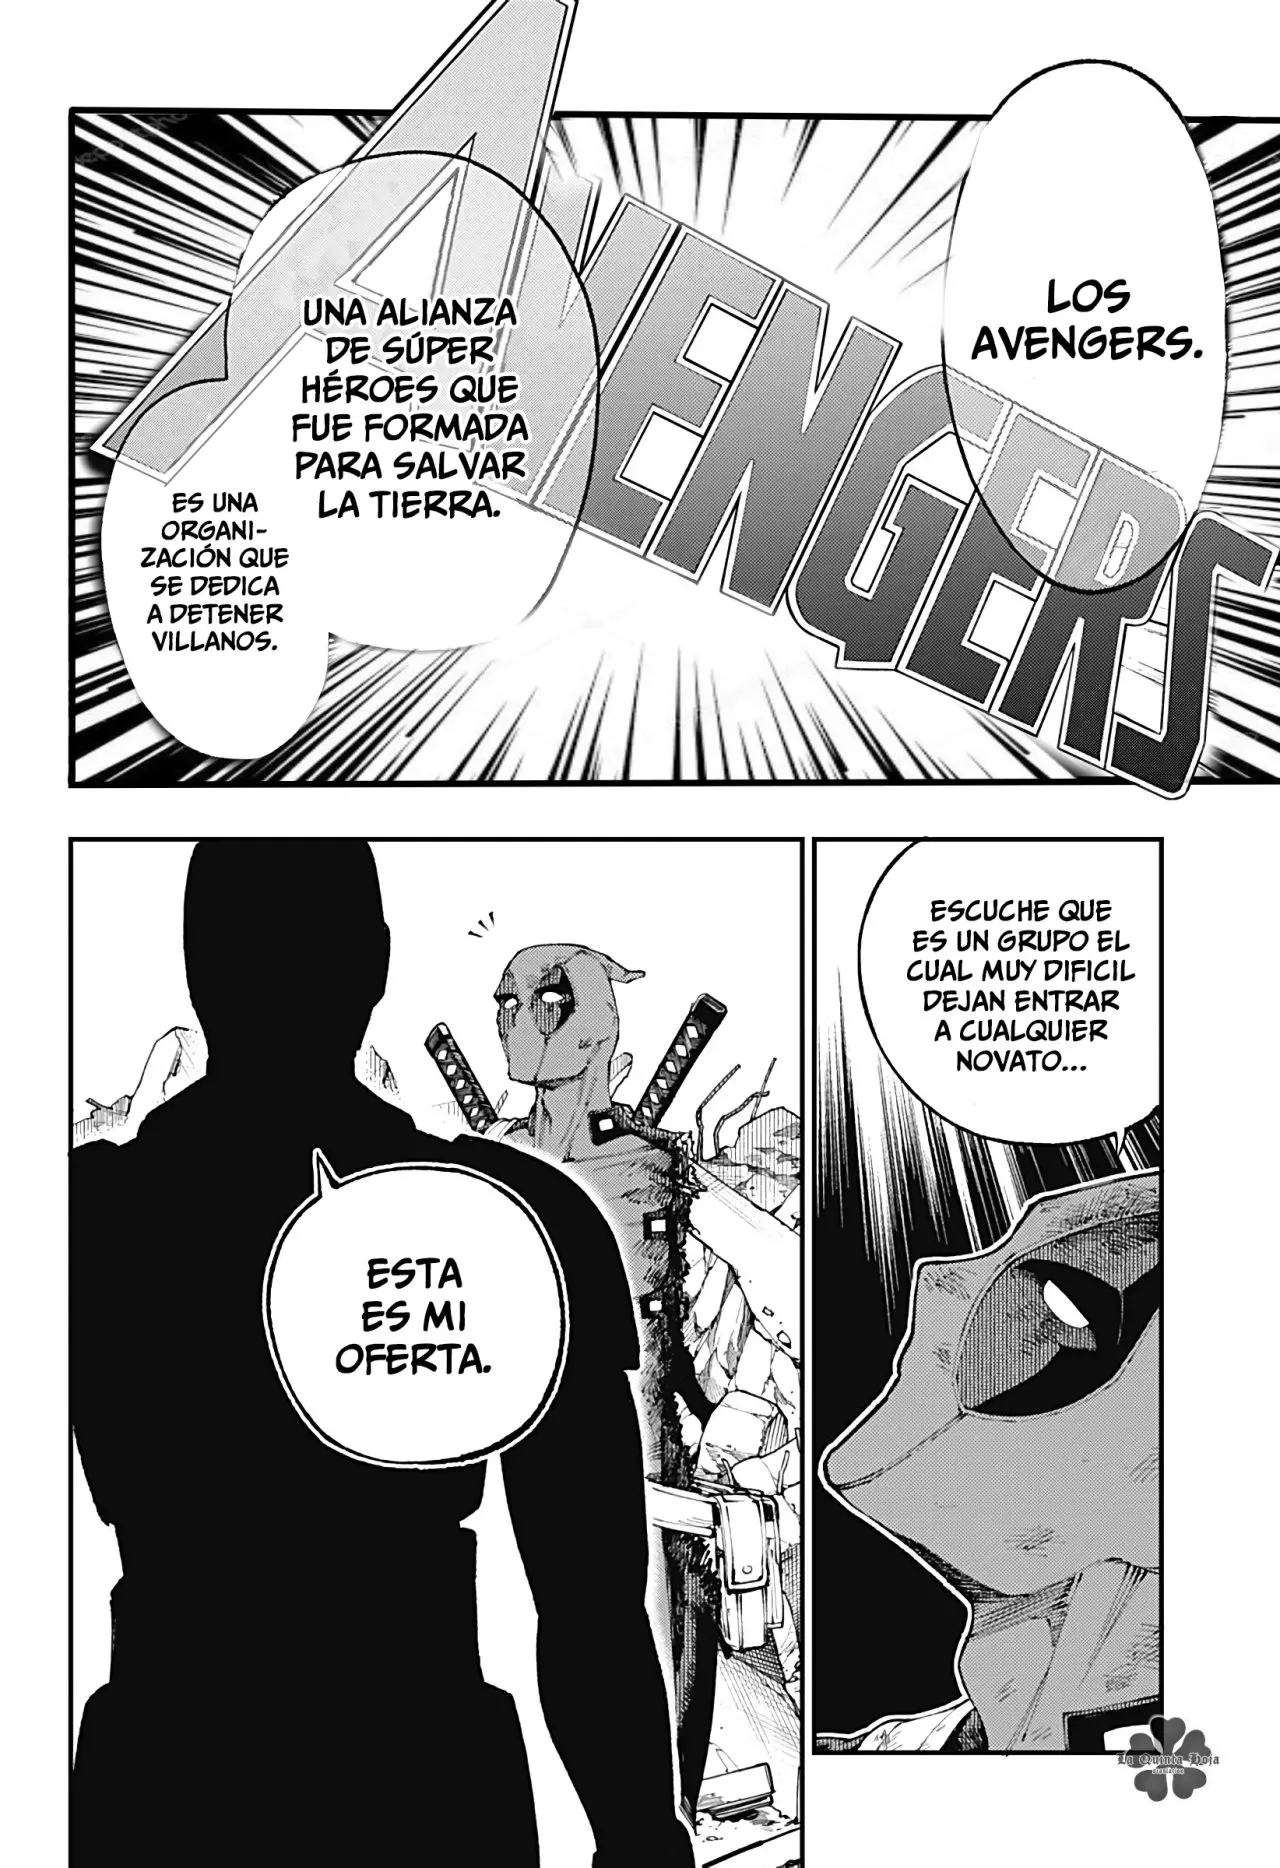 LOS
AVENGERS.
AVENGERS
UNA ALIANZA
DE SÚPER
HÉROES QUE
FUE FORMADA
PARA SALVAR
LA TIERRA.
ES UNA
ORGANI-
ZACIÓN QUE
SE DEDICA
A DETENER
VILLANOS.
ESCUCHE QUE
ES UN GRUPO EL
CUAL MUY DIFICIL
DEJAN ENTRAR
A CUALQUIER
NOVATO...
ESTA
ES MI
OFERTA.
La Quinta Hoja